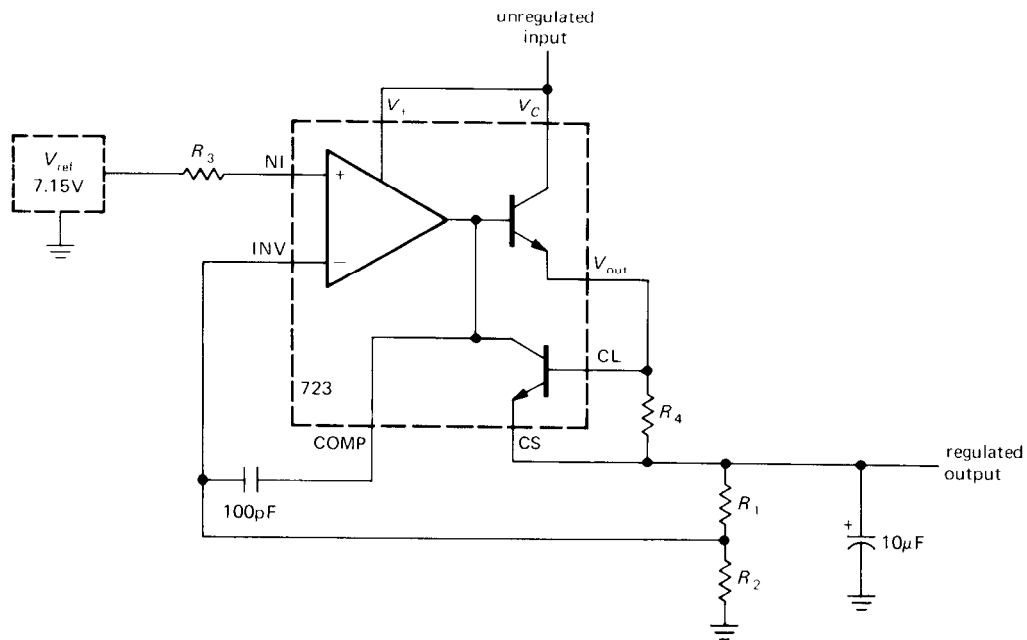 unregulated
input
V+
VC
Vref
7.15V
R3
NI
+
INV
−
Vout
CL
723
R4
COMP
CS
regulated
output
100pF
R1
+
10µF
R2